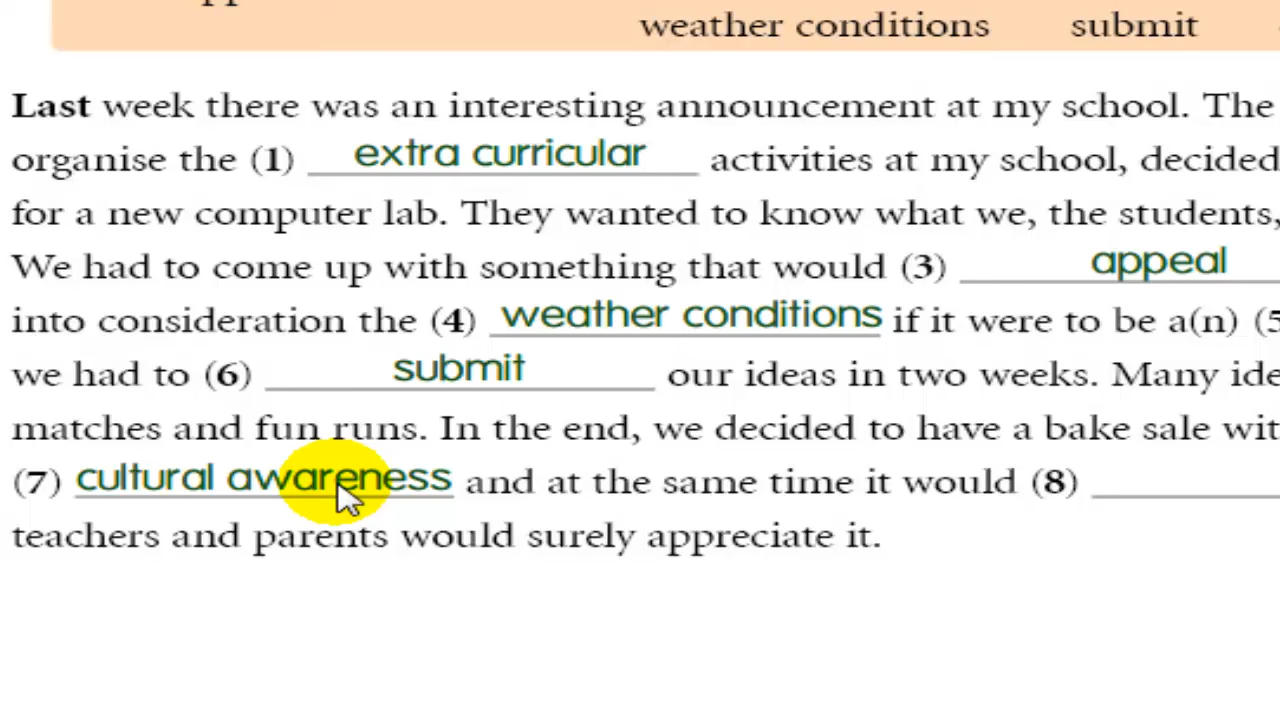 weather conditions submit
Last week there was an interesting announcement at my school. The
organise the (1) extra curricular activities at my school, decided
for a new computer lab. They wanted to know what we, the students,
We had to come up with something that would (3) appeal
into consideration the (4) weather conditions if it were to be a(n)
we had to (6) submit our ideas in two weeks. Many
matches and fun runs. In the end, we decided to have a bake sale
(7) cultural awareness and at the same time it would (8)
teachers and parents would surely appreciate it.